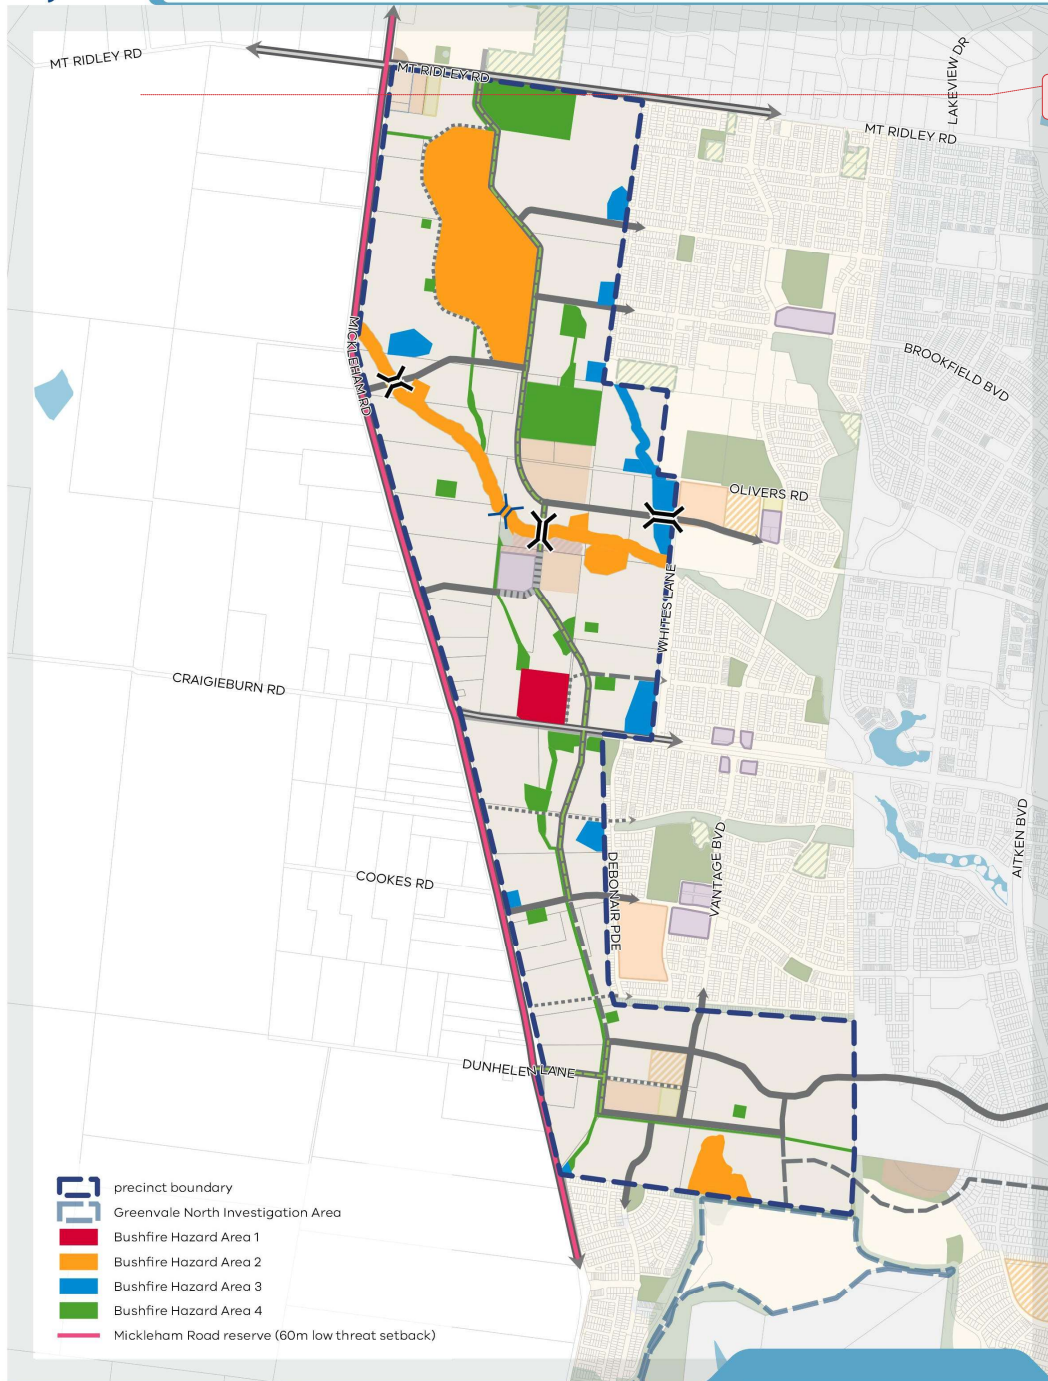 MT RIDLEY RD
MT RIDLEY RD
LAKEVIEW DR
MT RIDLEY RD
MICKLEHAM RD
BROOKFIELD BVD
OLIVERS RD
WHITES LANE
CRAIGIEBURN RD
AITKEN BVD
VANTAGE BVD
DEBONAIR PDE
COOKES RD
DUNHELEN LANE
precinct boundary
Greenvale North Investigation Area
Bushfire Hazard Area 1
Bushfire Hazard Area 2
Bushfire Hazard Area 3
Bushfire Hazard Area 4
Mickleham Road reserve (60m low threat setback)